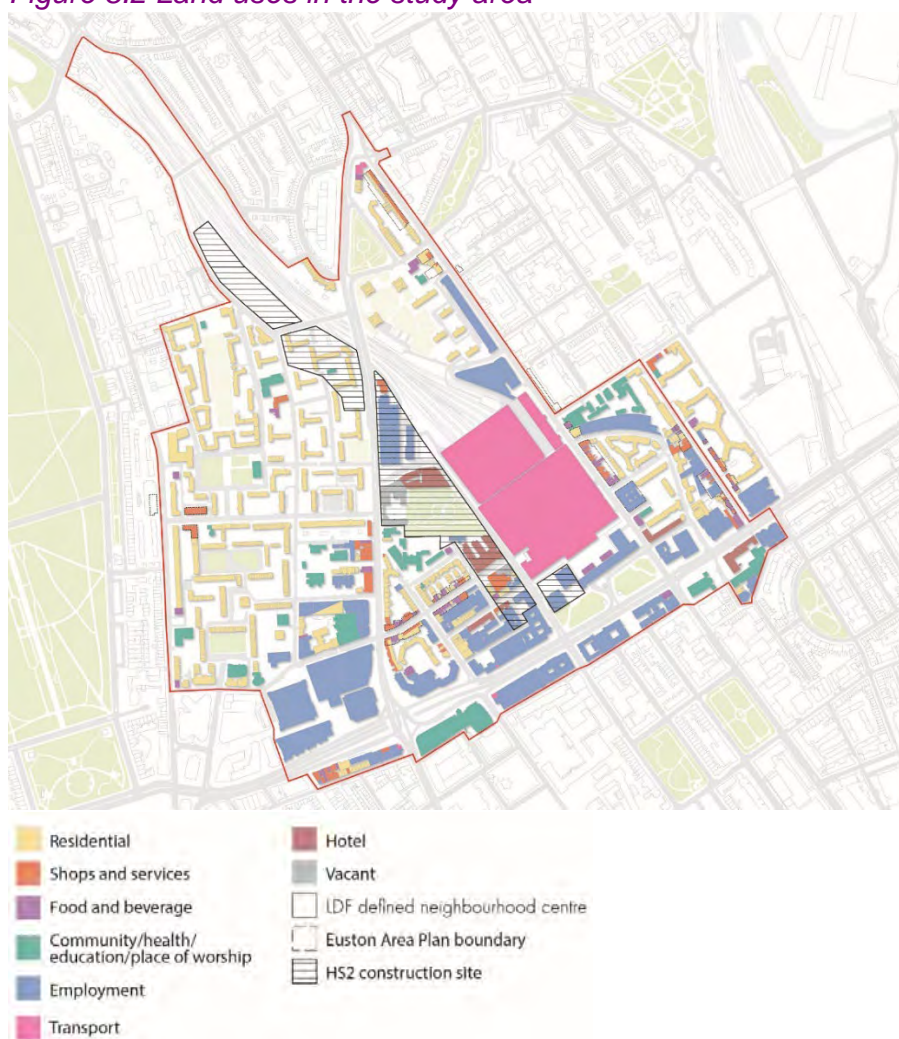 Figure 3.2 Land uses in the study area
Residential
Shops and services
Food and beverage
Community/health/
education/place of worship
Employment
Transport
Hotel
Vacant
LDF defined neighbourhood centre
Euston Area Plan boundary
HS2 construction site